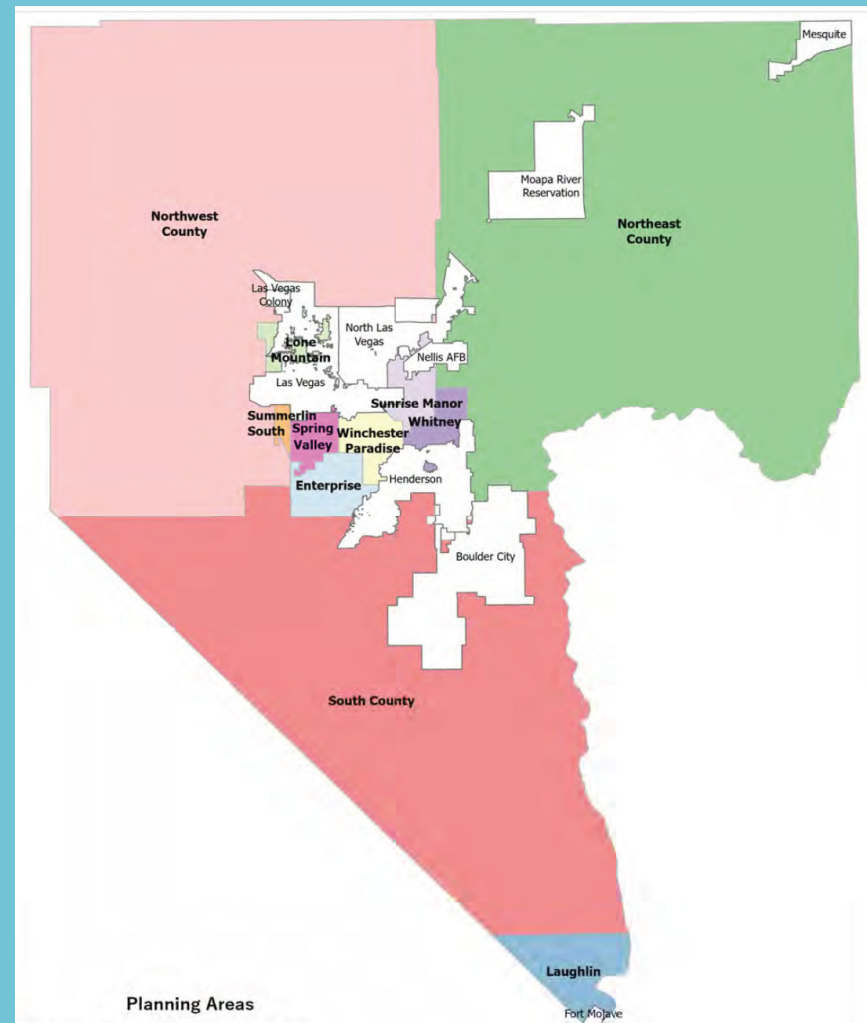 Mesquite
Moapa River
Reservation
Northwest
County
Northeast
County
Las Vegas
Colony
North Las
Vegas
Lone
Mountain
Nellis AFB
Las Vegas
Sunrise Manor
Summerlin
South
Whitney
Spring
Valley
Winchester
Paradise
Henderson
Enterprise
Boulder City
South County
Laughlin
Planning Areas
Fort Mojave